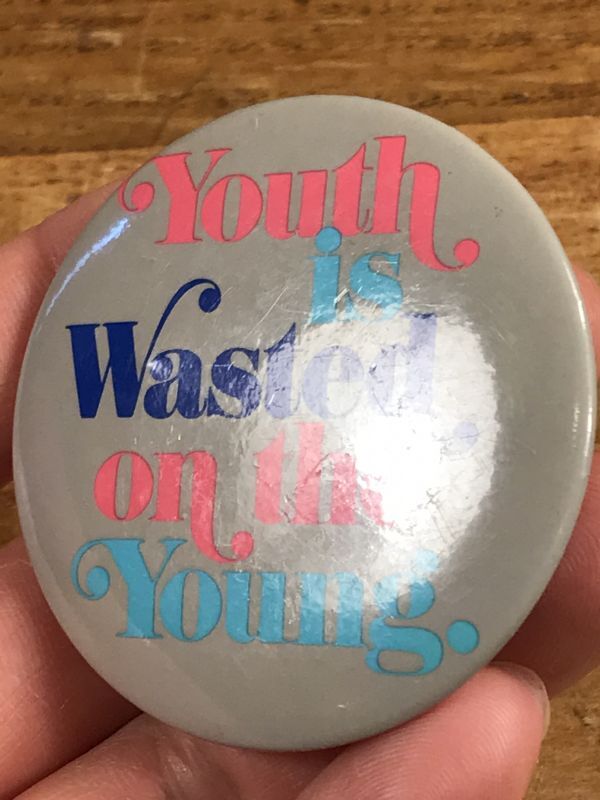 Youth
is
Wasted
on the
Young.